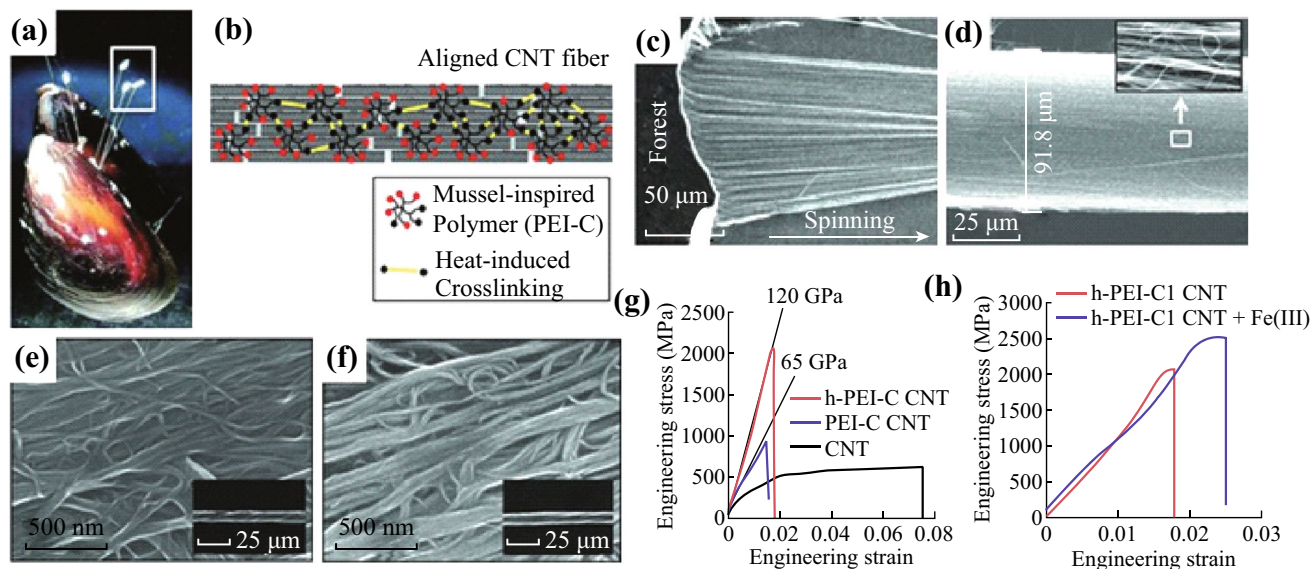 (a)
(b)
Aligned CNT fiber
Mussel-inspired
Polymer (PEI-C)
Heat-induced
Crosslinking
(c)
Forest
50 μm
Spinning
(d)
91.8 μm
25 μm
(e)
500 nm
25 μm
(f)
500 nm
25 μm
(g)
Engineering stress (MPa)
2000
1500
1000
500
0
120 GPa
65 GPa
h-PEI-C CNT
PEI-C CNT
CNT
0 0.02 0.04 0.06 0.08
Engineering strain
(h)
Engineering stress (MPa)
3000
2500
2000
1500
1000
500
0
h-PEI-C1 CNT
h-PEI-C1 CNT + Fe(III)
0 0.01 0.02 0.03
Engineering strain